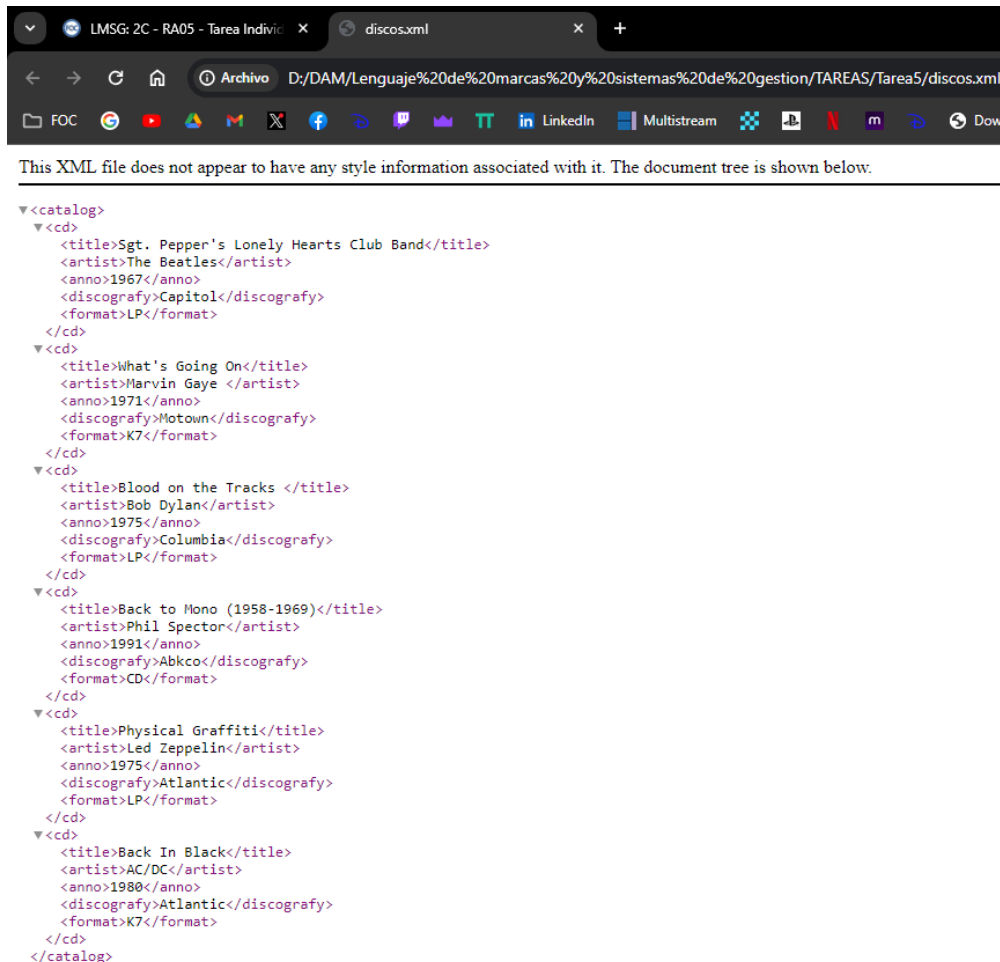 LMSG: 2C - RA05 - Tarea Individ
discos.xml
Archivo D:/DAM/Lenguaje%20de%20marcas%20y%20sistemas%20de%20gestion/TAREAS/Tarea5/discos.xml
FOC G X f TT in LinkedIn Multistream N m Dow
This XML file does not appear to have any style information associated with it. The document tree is shown below.
▼<catalog>
▼<cd>
<title>Sgt. Pepper's Lonely Hearts Club Band</title>
<artist>The Beatles</artist>
<anno>1967</anno>
<discografy>Capitol</discografy>
<format>LP</format>
</cd>
▼<cd>
<title>What's Going On</title>
<artist>Marvin Gaye </artist>
<anno>1971</anno>
<discografy>Motown</discografy>
<format>K7</format>
</cd>
▼<cd>
<title>Blood on the Tracks </title>
<artist>Bob Dylan</artist>
<anno>1975</anno>
<discografy>Columbia</discografy>
<format>LP</format>
</cd>
▼<cd>
<title>Back to Mono (1958-1969)</title>
<artist>Phil Spector</artist>
<anno>1991</anno>
<discografy>Abkco</discografy>
<format>CD</format>
</cd>
▼<cd>
<title>Physical Graffiti</title>
<artist>Led Zeppelin</artist>
<anno>1975</anno>
<discografy>Atlantic</discografy>
<format>LP</format>
</cd>
▼<cd>
<title>Back In Black</title>
<artist>AC/DC</artist>
<anno>1980</anno>
<discografy>Atlantic</discografy>
<format>K7</format>
</cd>
</catalog>